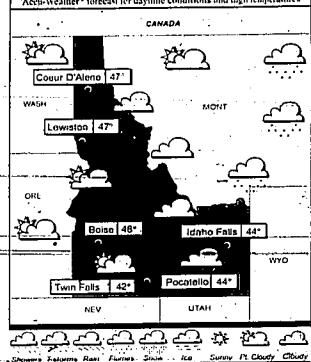 Accu-Weather® forecast for daytime conditions and high temperatures
CANADA
Coeur D'Alene 47°
WASH
MONT
Lewiston 47°
ORE
Boise 46°
Idaho Falls 44°
WYO
Twin Falls 42°
Pocatello 44°
NEV
UTAH
Showers T-storms Rain Flurries Snow Ice Sunny Pt. Cloudy Cloudy